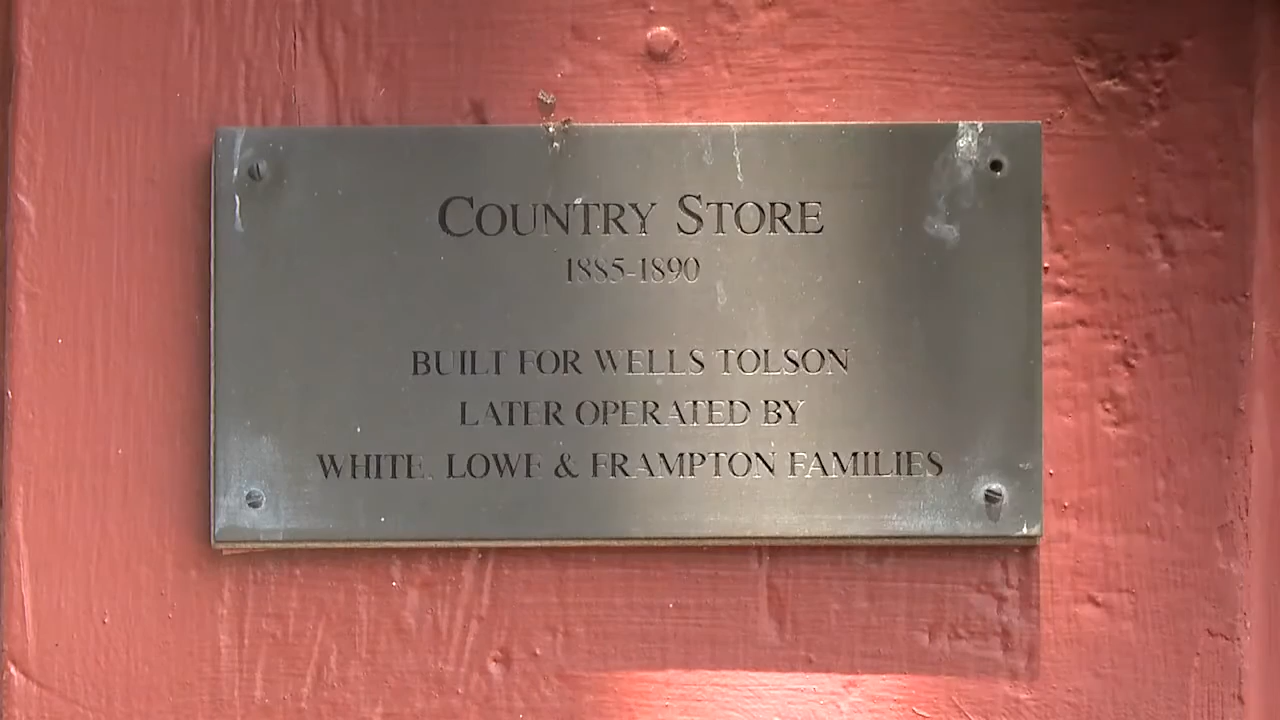 COUNTRY STORE
1885-1890
BUILT FOR WELLS TOLSON
LATER OPERATED BY
WHITE, LOWE & FRAMPTON FAMILIES